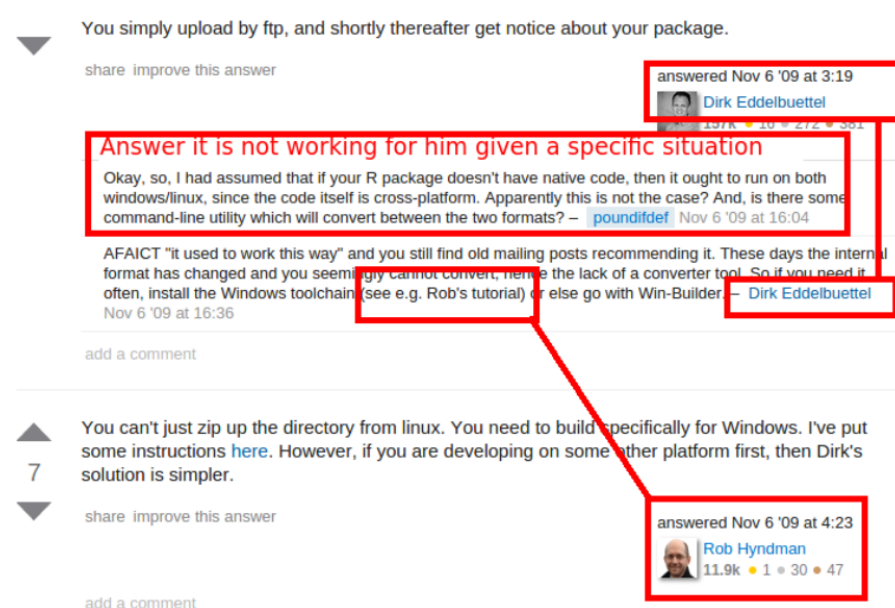 You simply upload by ftp, and shortly thereafter get notice about your package.
share improve this answer
answered Nov 6 '09 at 3:19
Dirk Eddelbuettel
157k 16 272 381
Answer it is not working for him given a specific situation
Okay, so, I had assumed that if your R package doesn't have native code, then it ought to run on both
windows/linux, since the code itself is cross-platform. Apparently this is not the case? And, is there some
command-line utility which will convert between the two formats? – poundifdef Nov 6 '09 at 16:04
AFAICT "it used to work this way" and you still find old mailing posts recommending it. These days the internal
format has changed and you seemingly cannot convert, hence the lack of a converter tool. So if you need it
often, install the Windows toolchain (see e.g. Rob's tutorial) or else go with Win-Builder. – Dirk Eddelbuettel
Nov 6 '09 at 16:36
add a comment
You can't just zip up the directory from linux. You need to build specifically for Windows. I've put
some instructions here. However, if you are developing on some other platform first, then Dirk's
7
solution is simpler.
share improve this answer
answered Nov 6 '09 at 4:23
Rob Hyndman
11.9k 1 30 47
add a comment